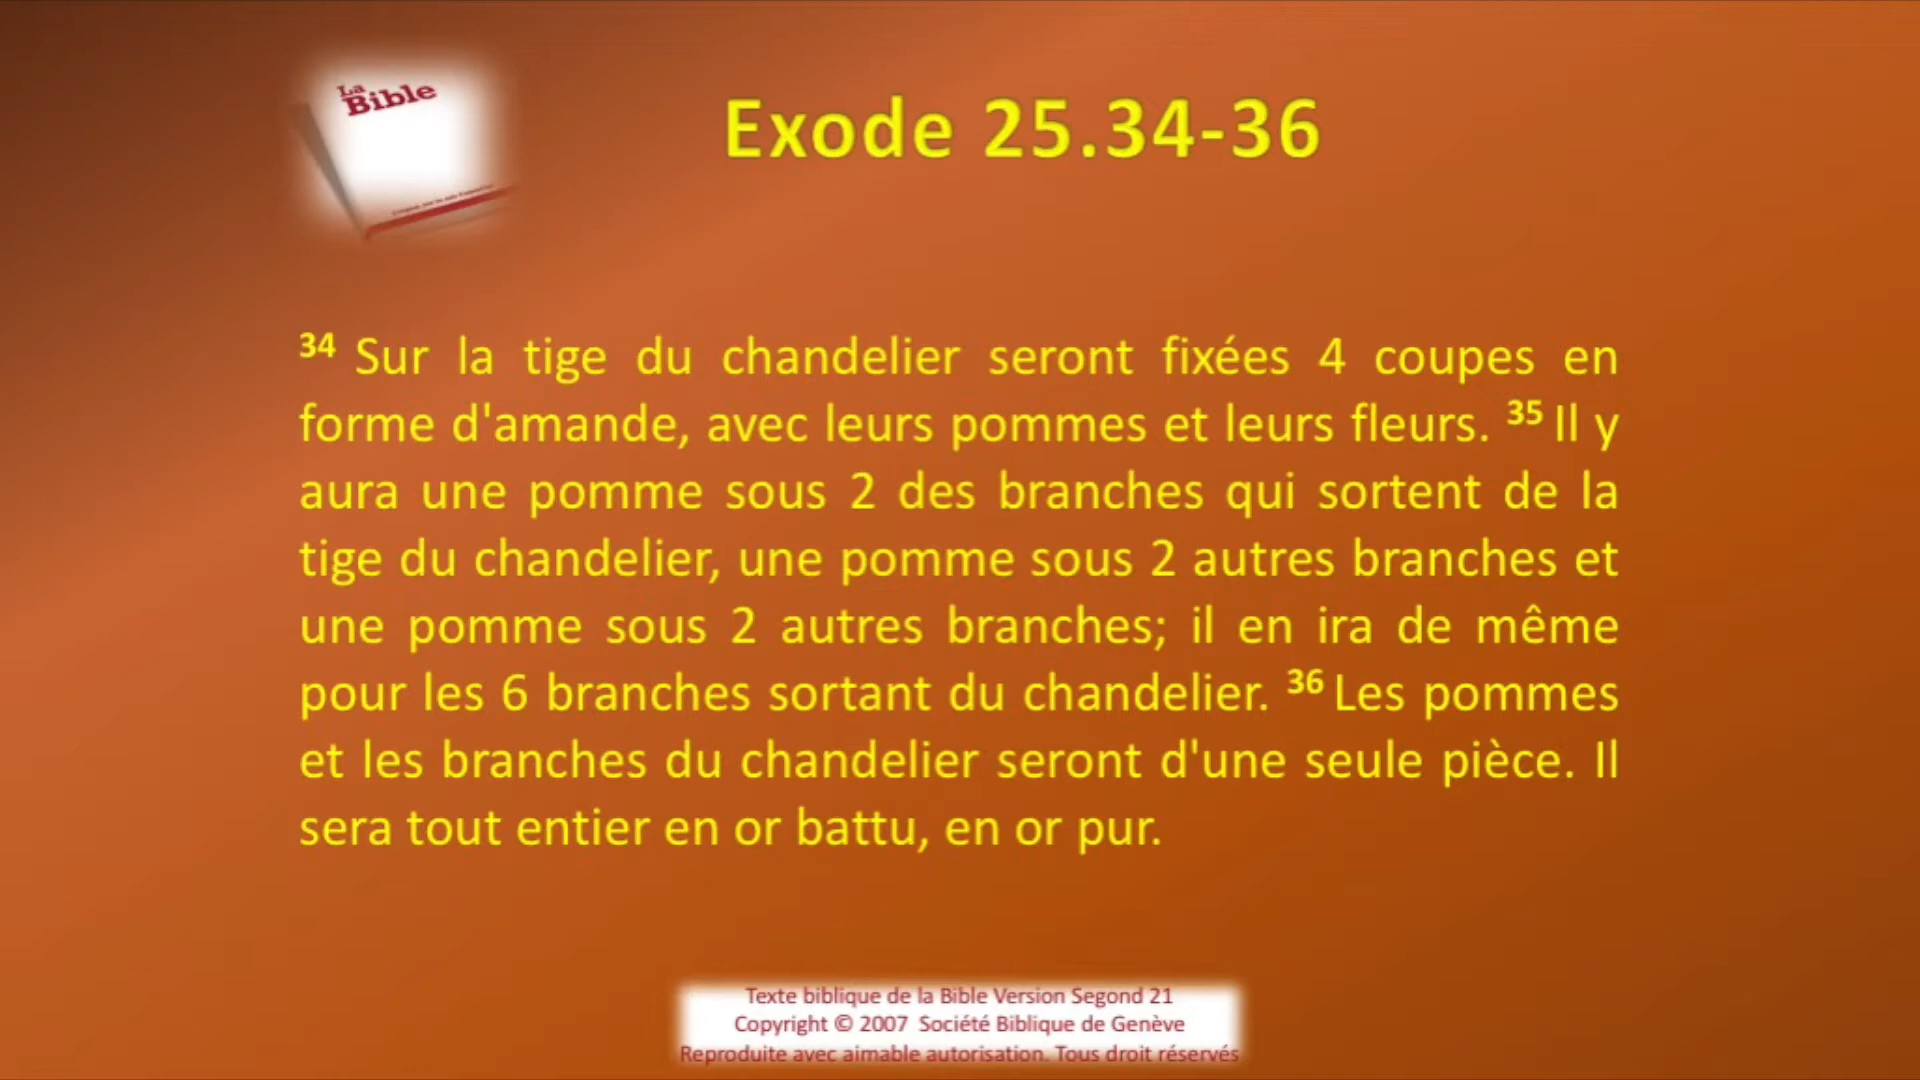 La
Bible
Exode 25.34-36
34 Sur la tige du chandelier seront fixées 4 coupes en
forme d'amande, avec leurs pommes et leurs fleurs. 35 Il y
aura une pomme sous 2 des branches qui sortent de la
tige du chandelier, une pomme sous 2 autres branches et
une pomme sous 2 autres branches; il en ira de même
pour les 6 branches sortant du chandelier. 36 Les pommes
et les branches du chandelier seront d'une seule pièce. Il
sera tout entier en or battu, en or pur.
Texte biblique de la Bible Version Segond 21
Copyright © 2007 Société Biblique de Genève
Reproduite avec aimable autorisation. Tous droit réservés